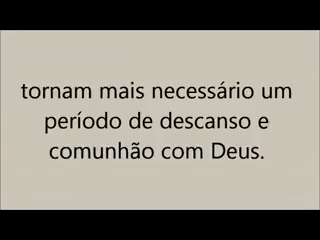 tornam mais necessário um
período de descanso e
comunhão com Deus.